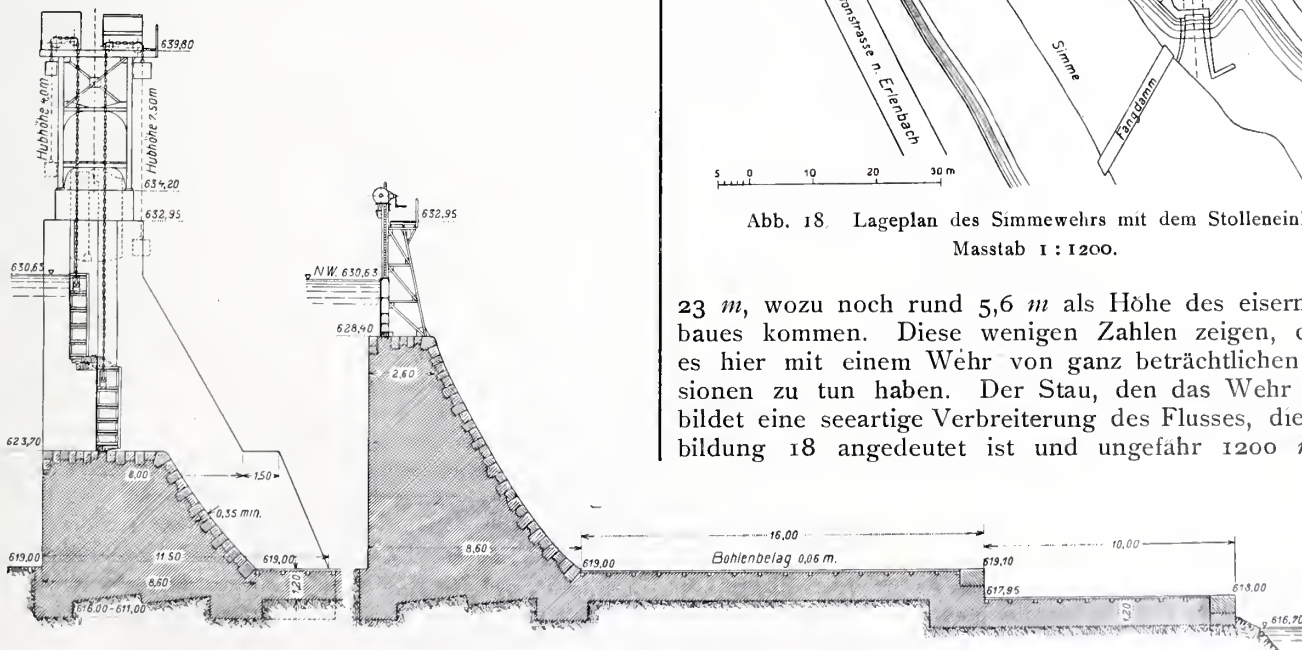 639,80
Hubhöhe 7.50m
634,20
632,95
630,63
623,70
8,00
1,50
0,35 min.
619,00
11.50
619,00
8,60
1,20
616,00-611,00
632,95
NW. 630,63
628,40
2,60
8,60
619,00
16,00
Bohlenbelag 0,06 m.
619,10
617,95
10,00
1,20
618,00
616,70
n. Erlenbach
Simme
Fangdamm
5 0 10 20 30 m
Abb. 18. Lageplan des Simmewehrs mit dem Stollenein
Masstab 1 : 1200.
23 m, wozu noch rund 5,6 m als Höhe des eisern
baues kommen. Diese wenigen Zahlen zeigen, d
es hier mit einem Wehr von ganz beträchtlichen
sionen zu tun haben. Der Stau, den das Wehr
bildet eine seeartige Verbreiterung des Flusses, die
bildung 18 angedeutet ist und ungefähr 1200